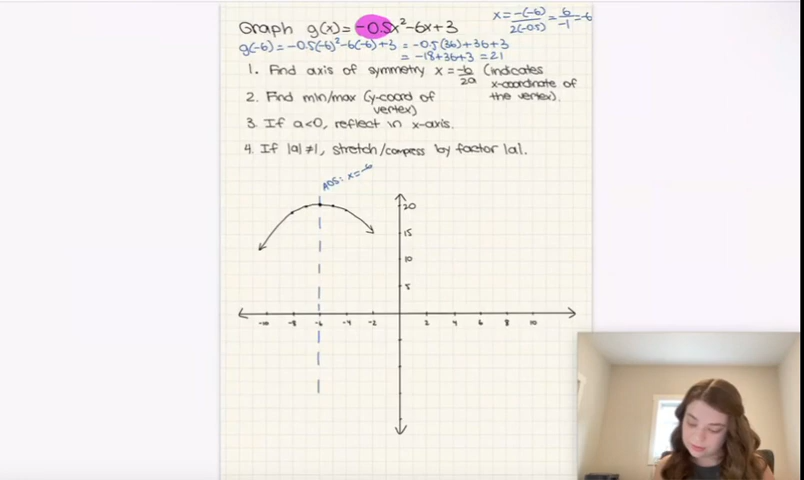 Graph g(x) = -0.5x² - 6x + 3
x = -(-6)/2(-0.5) = 6/-1 = -6
g(-6) = -0.5(-6)² - 6(-6) + 3 = -0.5(36) + 36 + 3
= -18 + 36 + 3 = 21
1. Find axis of symmetry x = -b/2a (indicates
x-coordinate of
the vertex).
2. Find min/max (y-coord of
vertex)
3. If a<0, reflect in x-axis.
4. If |a| ≠ 1, stretch/compress by factor |a|.
AOS: x = -6
20
15
10
5
-10 -8 -6 -4 -2 2 4 6 8 10